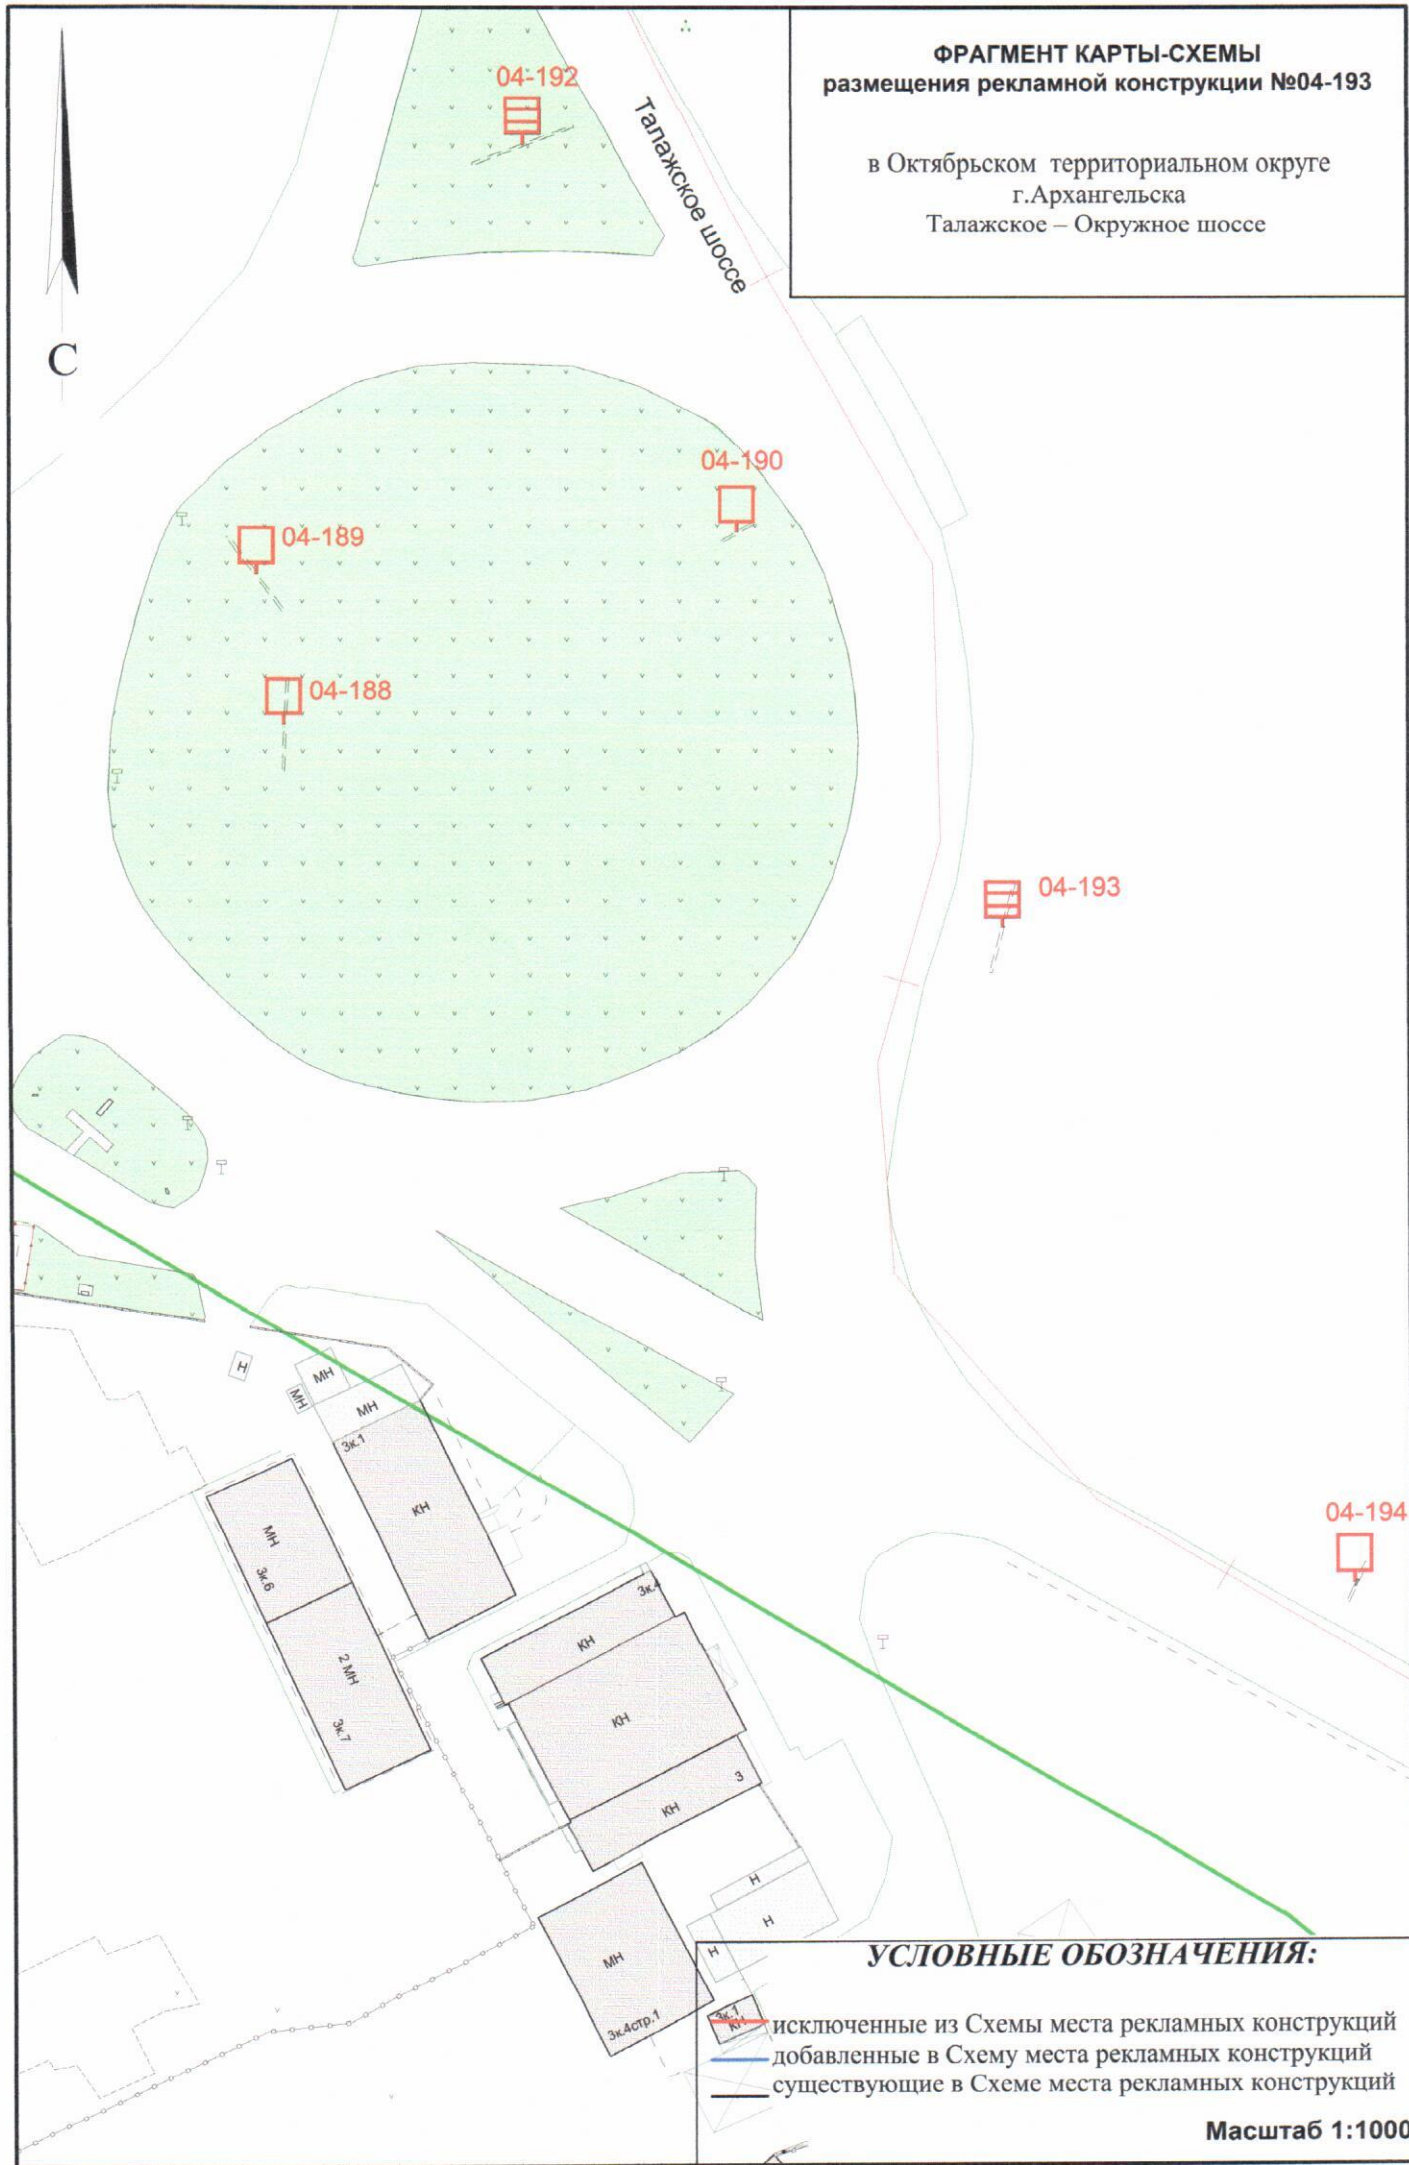 ФРАГМЕНТ КАРТЫ-СХЕМЫ
размещения рекламной конструкции №04-193
в Октябрьском территориальном округе
г.Архангельска
Талажское – Окружное шоссе
04-192
Талажское шоссе
С
04-190
04-189
04-188
04-193
04-194
Н
МН
МН
МН
3к.1
КН
МН
3к.6
2 МН
3к.7
3к.4
КН
КН
3
КН
Н
Н
Н
МН
3к.4стр.1
3к.1
КН
УСЛОВНЫЕ ОБОЗНАЧЕНИЯ:
исключенные из Схемы места рекламных конструкций
добавленные в Схему места рекламных конструкций
существующие в Схеме места рекламных конструкций
Масштаб 1:1000